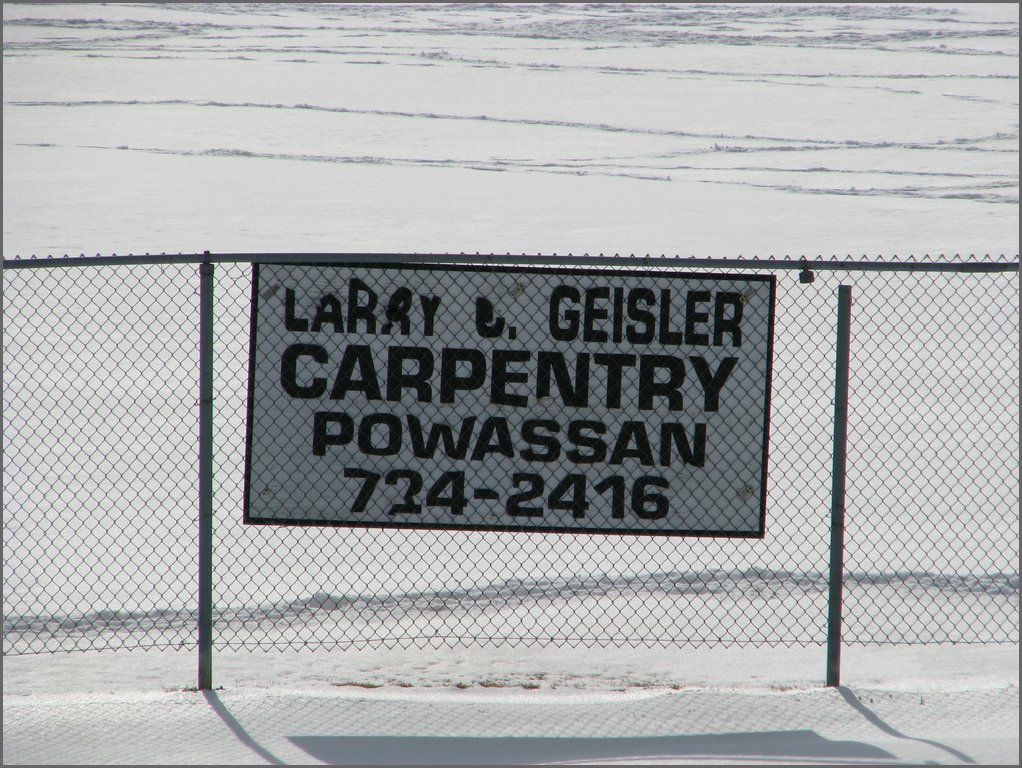 LARRY J. GEISLER
CARPENTRY
POWASSAN
724-2416